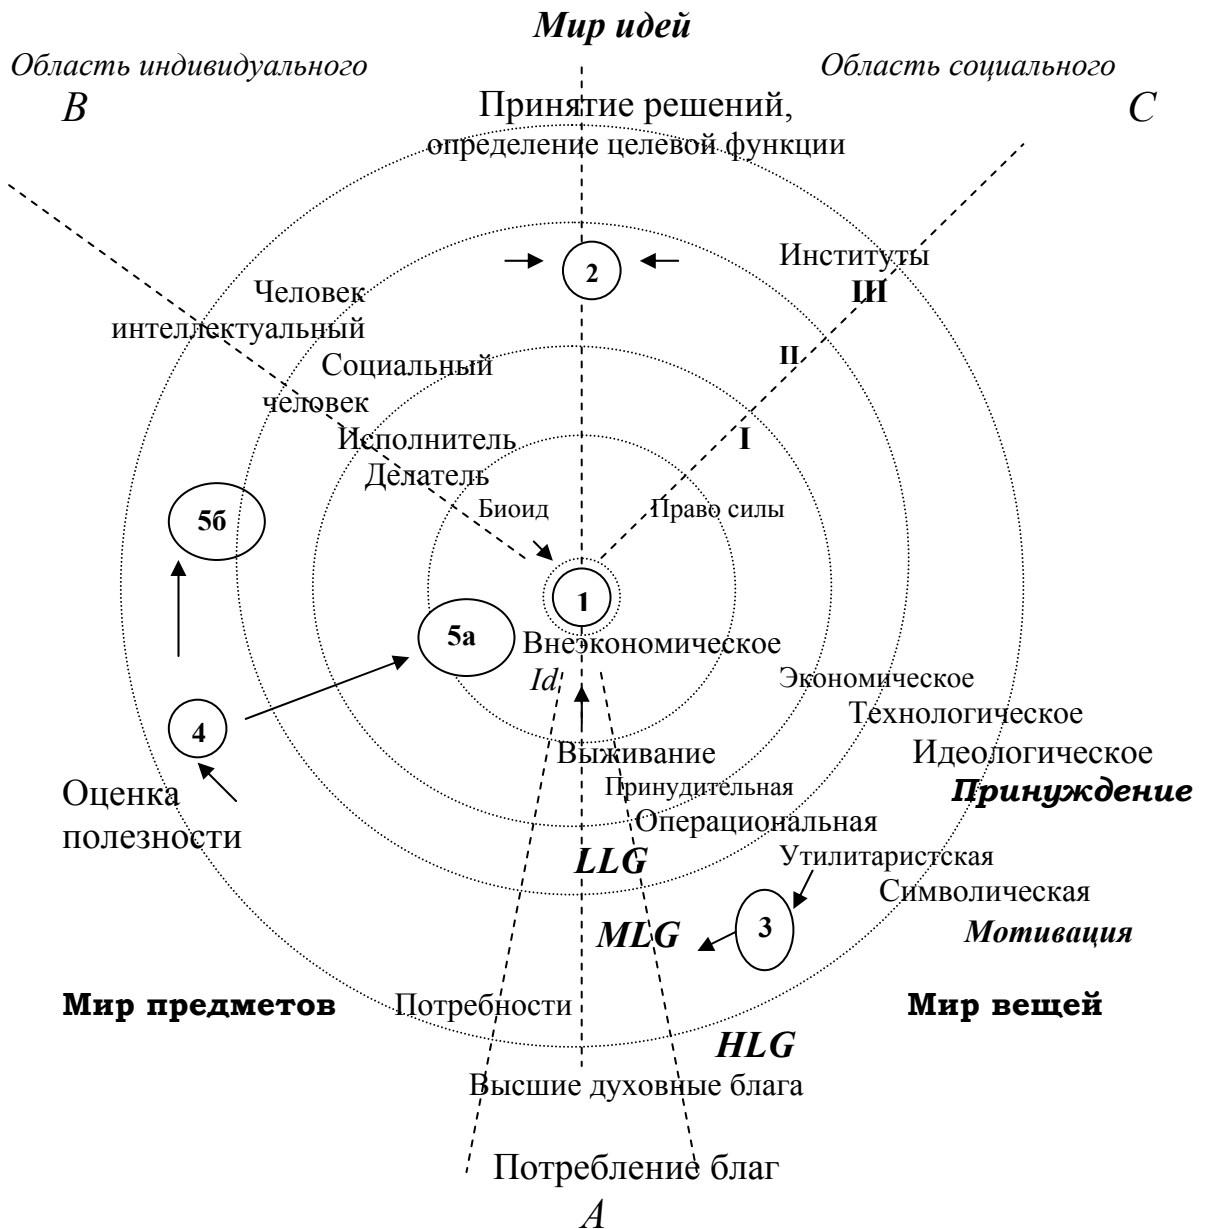 Мир идей
Область индивидуального
Область социального
B
C
Принятие решений,
определение целевой функции
Институты
III
2
Человек
интеллектуальный
II
Социальный
человек
I
Исполнитель
Делатель
Биоид
Право силы
5б
1
5а
Внеэкономическое
Id
Экономическое
Технологическое
4
Идеологическое
Выживание
Принудительная
Принуждение
Оценка
полезности
Операциональная
LLG
Утилитаристская
Символическая
3
MLG
Мотивация
Мир предметов
Потребности
Мир вещей
HLG
Высшие духовные блага
Потребление благ
A